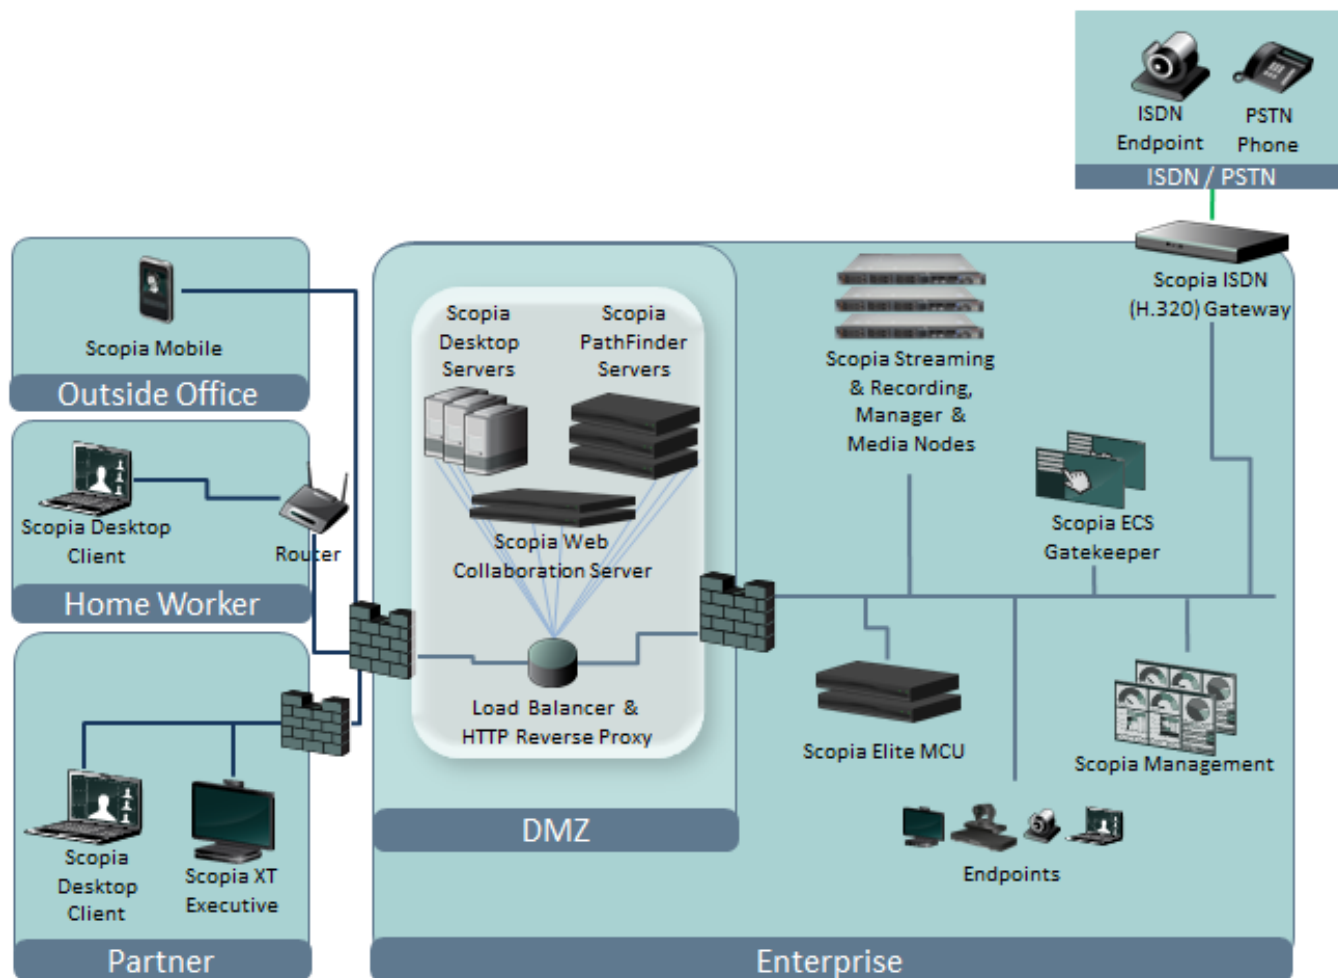 ISDN
Endpoint
PSTN
Phone
ISDN / PSTN
Scopia ISDN
(H.320) Gateway
Scopia Mobile
Outside Office
Scopia Desktop
Client
Router
Home Worker
Scopia
Desktop
Client
Scopia XT
Executive
Partner
Scopia
Desktop
Servers
Scopia
PathFinder
Servers
Scopia Web
Collaboration Server
Load Balancer &
HTTP Reverse Proxy
DMZ
Scopia Streaming
& Recording,
Manager &
Media Nodes
Scopia ECS
Gatekeeper
Scopia Elite MCU
Scopia Management
Endpoints
Enterprise